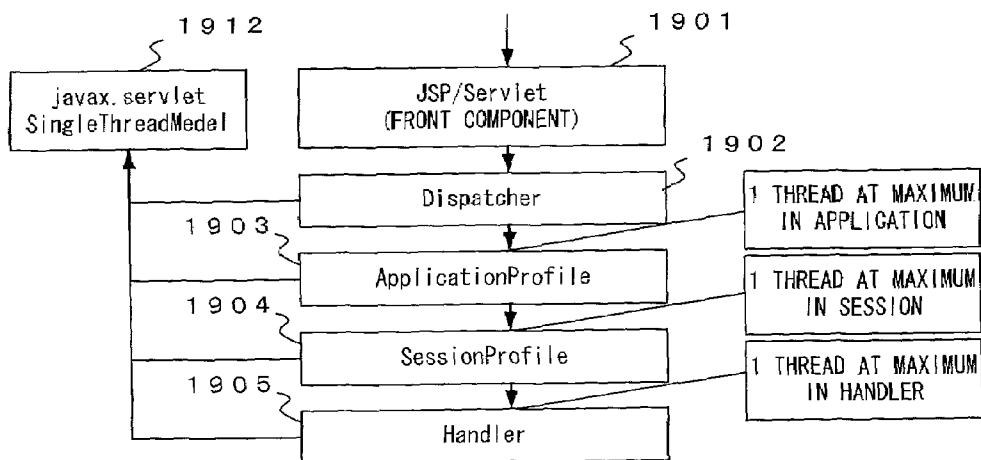 1912
1901
javax.servlet
SingleThreadMedal
JSP/Servlet
(FRONT COMPONENT)
1902
Dispatcher
1 THREAD AT MAXIMUM
IN APPLICATION
1903
ApplicationProfile
1 THREAD AT MAXIMUM
IN SESSION
1904
SessionProfile
1 THREAD AT MAXIMUM
IN HANDLER
1905
Handler